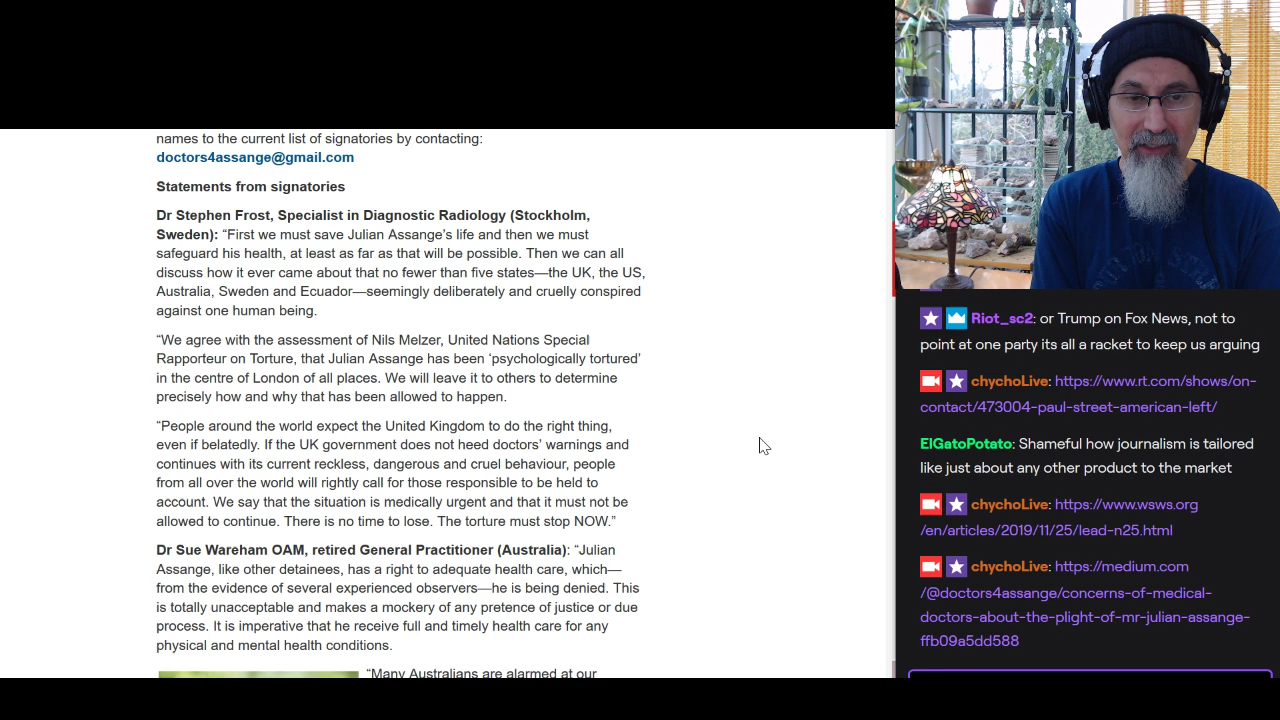 names to the current list of signatories by contacting:
doctors4assange@gmail.com
Statements from signatories
Dr Stephen Frost, Specialist in Diagnostic Radiology (Stockholm,
Sweden): “First we must save Julian Assange’s life and then we must
safeguard his health, at least as far as that will be possible. Then we can all
discuss how it ever came about that no fewer than five states—the UK, the US,
Australia, Sweden and Ecuador—seemingly deliberately and cruelly conspired
against one human being.
“We agree with the assessment of Nils Melzer, United Nations Special
Rapporteur on Torture, that Julian Assange has been ‘psychologically tortured’
in the centre of London of all places. We will leave it to others to determine
precisely how and why that has been allowed to happen.
“People around the world expect the United Kingdom to do the right thing,
even if belatedly. If the UK government does not heed doctors’ warnings and
continues with its current reckless, dangerous and cruel behaviour, people
from all over the world will rightly call for those responsible to be held to
account. We say that the situation is medically urgent and that it must not be
allowed to continue. There is no time to lose. The torture must stop NOW.”
Dr Sue Wareham OAM, retired General Practitioner (Australia): “Julian
Assange, like other detainees, has a right to adequate health care, which—
from the evidence of several experienced observers—he is being denied. This
is totally unacceptable and makes a mockery of any pretence of justice or due
process. It is imperative that he receive full and timely health care for any
physical and mental health conditions.
“Many Australians are alarmed at our
Riot_sc2: or Trump on Fox News, not to
point at one party its all a racket to keep us arguing
chychoLive: https://www.rt.com/shows/on-
contact/473004-paul-street-american-left/
ElGatoPotato: Shameful how journalism is tailored
like just about any other product to the market
chychoLive: https://www.wsws.org
/en/articles/2019/11/25/lead-n25.html
chychoLive: https://medium.com
/@doctors4assange/concerns-of-medical-
doctors-about-the-plight-of-mr-julian-assange-
ffb09a5dd588